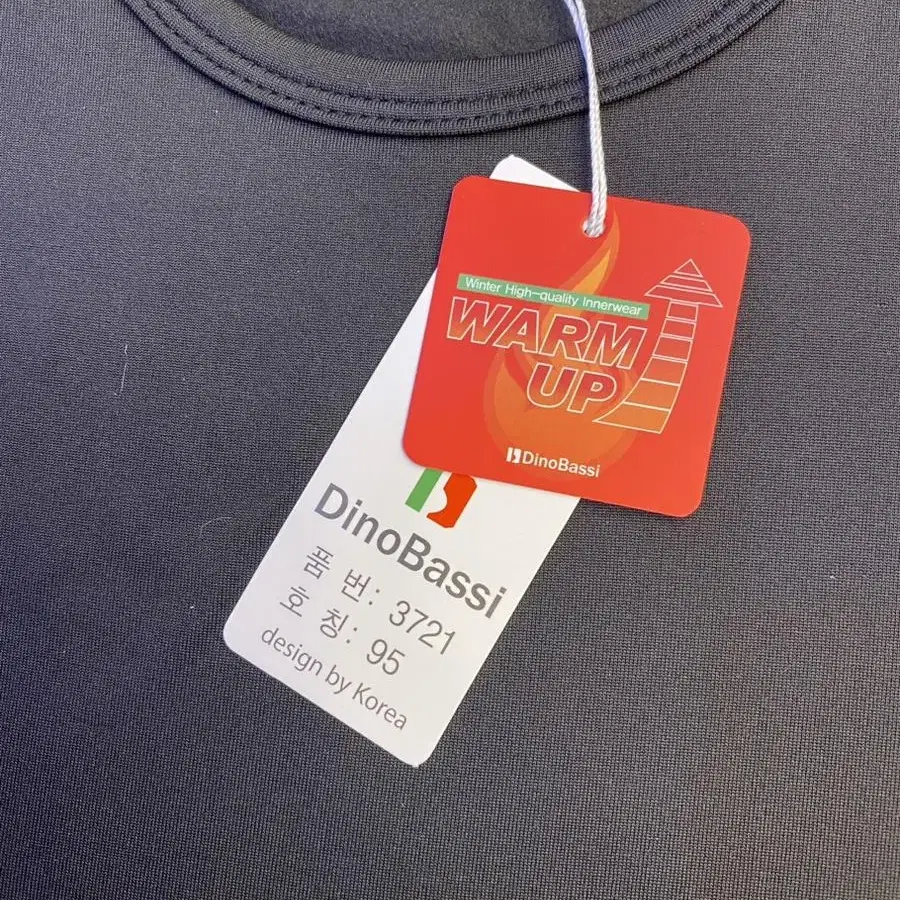 Winter High-quality Innerwear
WARM
UP
DinoBassi
DinoBassi
품 번: 3721
호 칭: 95
design by Korea